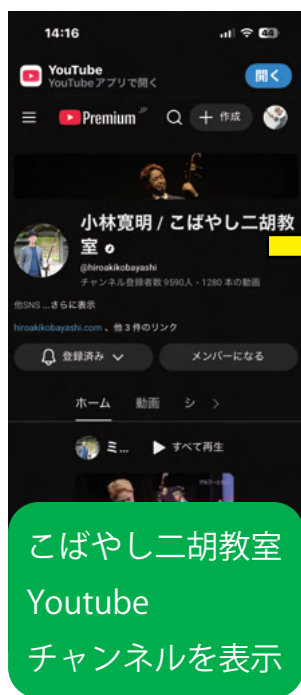 14:16
44
YouTube
YouTubeアプリで開く
開く
Premium JP
作成
小林寛明 / こばやし二胡教
室
@hiroakikobayashi
チャンネル登録者数 9590人・1280 本の動画
他SNS ...さらに表示
hiroakikobayashi.com 、他 3 件のリンク
登録済み
メンバーになる
ホーム 動画 シ
ミ... すべて再生
こばやし二胡教室
Youtube
チャンネルを表示